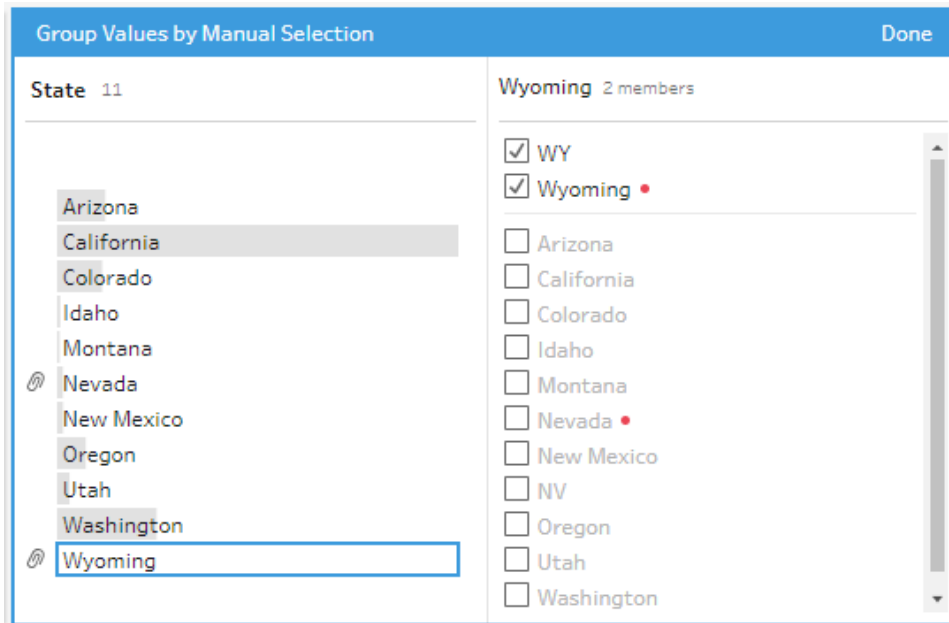 Group Values by Manual Selection Done
State 11
Arizona
California
Colorado
Idaho
Montana
Nevada
New Mexico
Oregon
Utah
Washington
Wyoming
Wyoming 2 members
WY
Wyoming
Arizona
California
Colorado
Idaho
Montana
Nevada
New Mexico
NV
Oregon
Utah
Washington